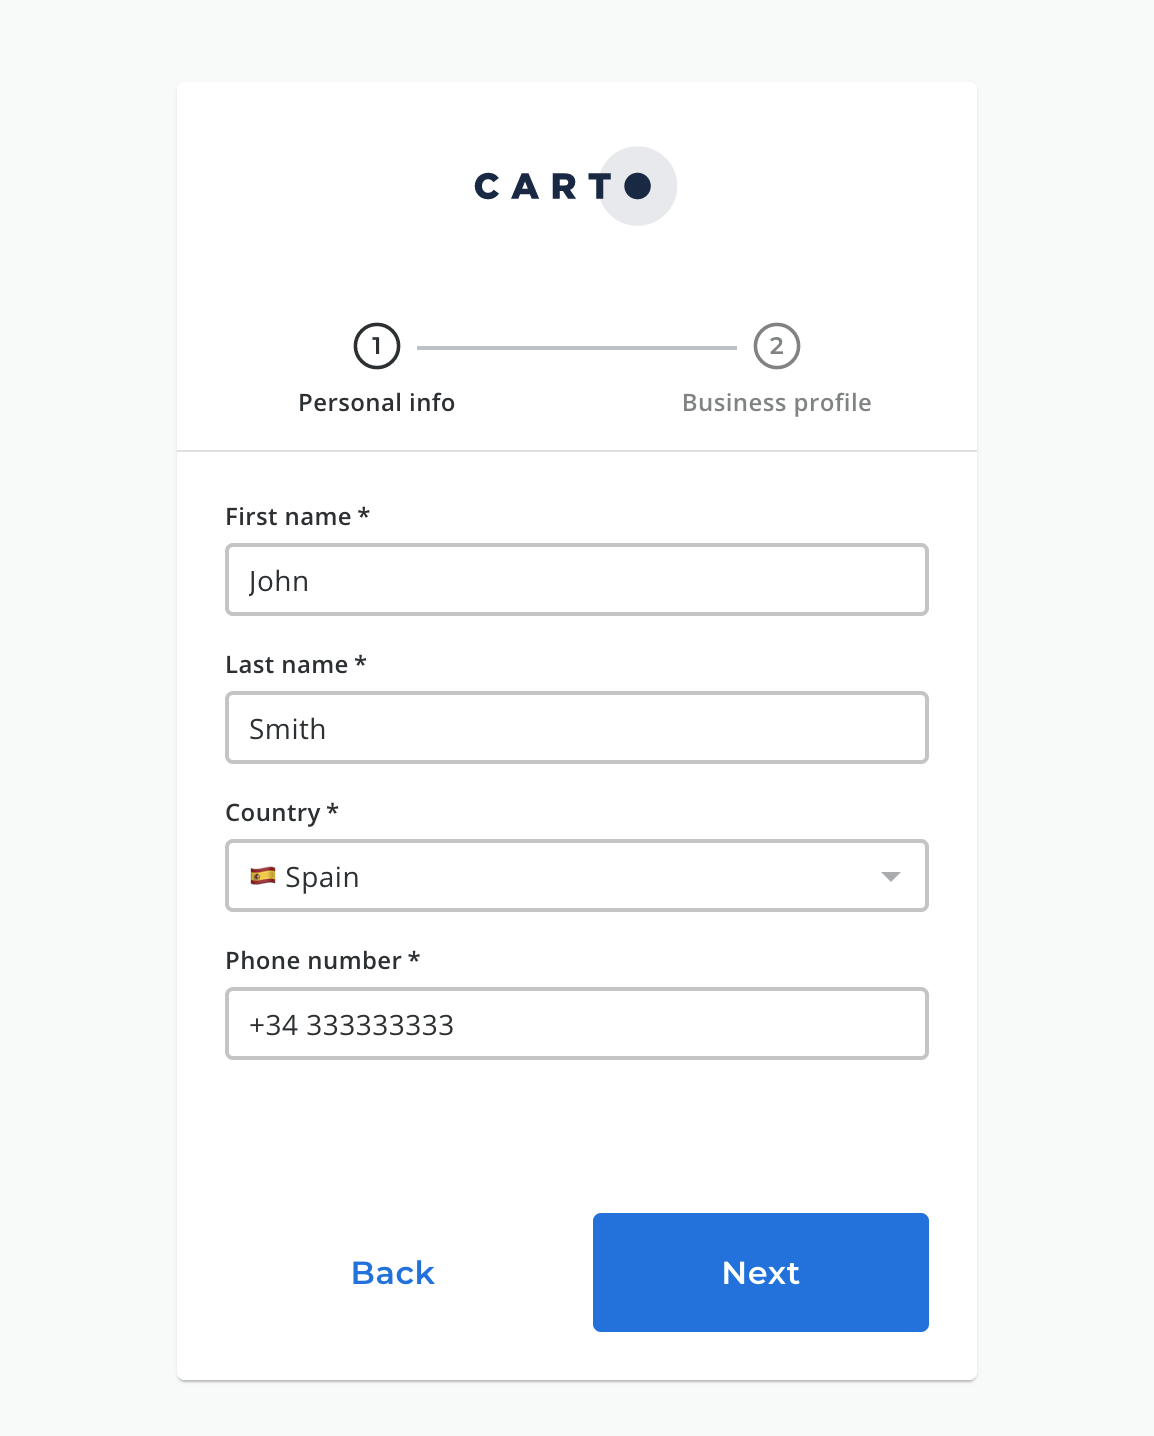 CARTO
1
2
Personal info
Business profile
First name *
John
Last name *
Smith
Country *
🇪🇸 Spain
Phone number *
+34 333333333
Back
Next